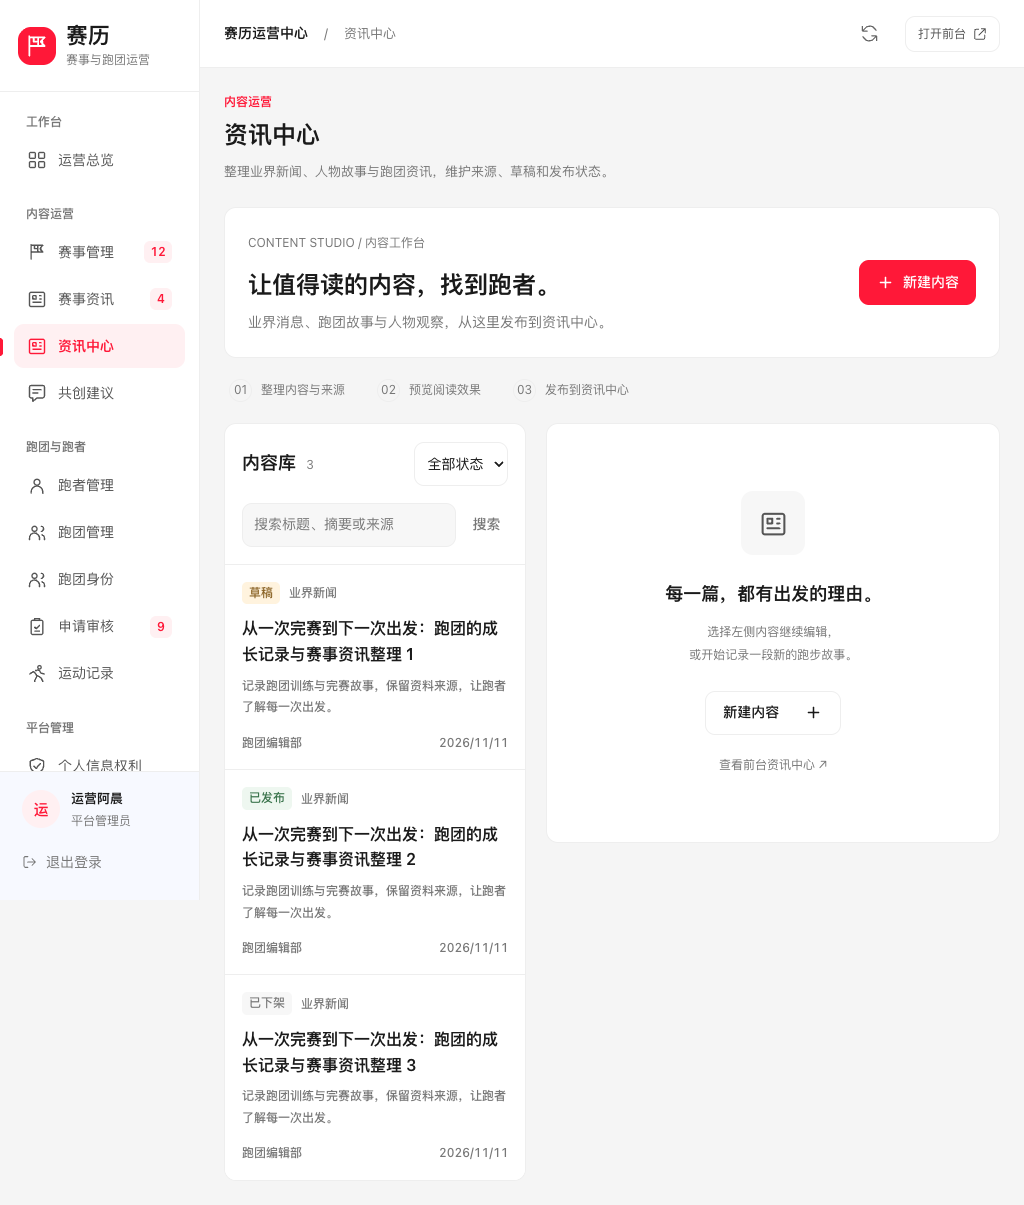 赛历
赛事与跑团运营
工作台
运营总览
内容运营
赛事管理 12
赛事资讯 4
资讯中心
共创建议
跑团与跑者
跑者管理
跑团管理
跑团身份
申请审核 9
运动记录
平台管理
个人信息权利
运 运营阿晨
平台管理员
退出登录
赛历运营中心 / 资讯中心
打开前台
内容运营
资讯中心
整理业界新闻、人物故事与跑团资讯，维护来源、草稿和发布状态。
CONTENT STUDIO / 内容工作台
让值得读的内容，找到跑者。
业界消息、跑团故事与人物观察，从这里发布到资讯中心。
新建内容
01 整理内容与来源 02 预览阅读效果 03 发布到资讯中心
内容库 3 全部状态
搜索标题、摘要或来源 搜索
草稿 业界新闻
从一次完赛到下一次出发：跑团的成
长记录与赛事资讯整理 1
记录跑团训练与完赛故事，保留资料来源，让跑者
了解每一次出发。
跑团编辑部 2026/11/11
已发布 业界新闻
从一次完赛到下一次出发：跑团的成
长记录与赛事资讯整理 2
记录跑团训练与完赛故事，保留资料来源，让跑者
了解每一次出发。
跑团编辑部 2026/11/11
已下架 业界新闻
从一次完赛到下一次出发：跑团的成
长记录与赛事资讯整理 3
记录跑团训练与完赛故事，保留资料来源，让跑者
了解每一次出发。
跑团编辑部 2026/11/11
每一篇，都有出发的理由。
选择左侧内容继续编辑，
或开始记录一段新的跑步故事。
新建内容
查看前台资讯中心 ↗